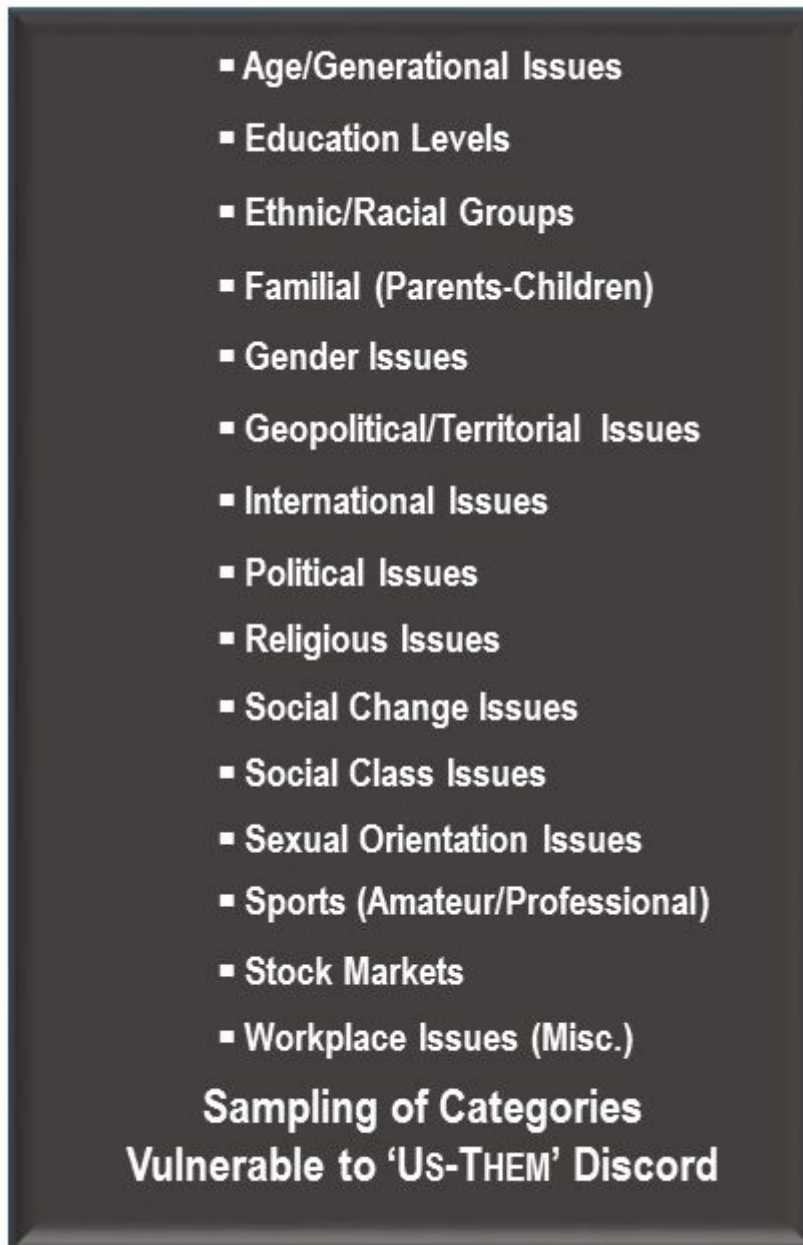 ▪ Age/Generational Issues
▪ Education Levels
▪ Ethnic/Racial Groups
▪ Familial (Parents-Children)
▪ Gender Issues
▪ Geopolitical/Territorial Issues
▪ International Issues
▪ Political Issues
▪ Religious Issues
▪ Social Change Issues
▪ Social Class Issues
▪ Sexual Orientation Issues
▪ Sports (Amateur/Professional)
▪ Stock Markets
▪ Workplace Issues (Misc.)
Sampling of Categories
Vulnerable to ‘US-THEM’ Discord